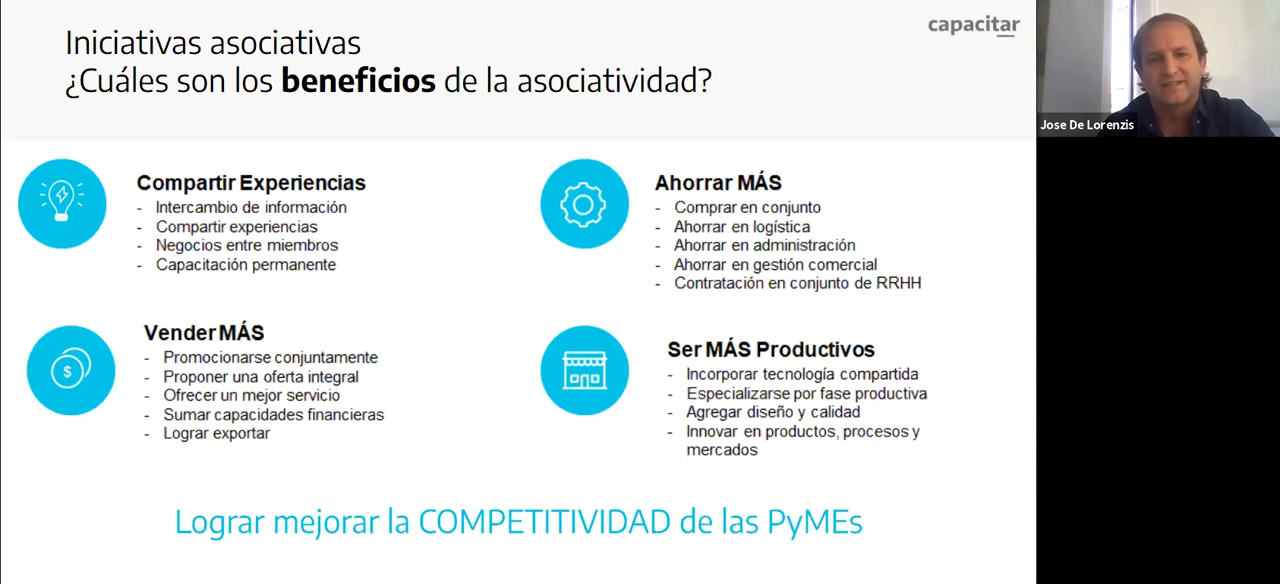 Iniciativas asociativas
¿Cuáles son los beneficios de la asociatividad?
capacitar
Jose De Lorenzis
Compartir Experiencias
- Intercambio de información
- Compartir experiencias
- Negocios entre miembros
- Capacitación permanente
Ahorrar MÁS
- Comprar en conjunto
- Ahorrar en logística
- Ahorrar en administración
- Ahorrar en gestión comercial
- Contratación en conjunto de RRHH
Vender MÁS
- Promocionarse conjuntamente
- Proponer una oferta integral
- Ofrecer un mejor servicio
- Sumar capacidades financieras
- Lograr exportar
$
Ser MÁS Productivos
- Incorporar tecnología compartida
- Especializarse por fase productiva
- Agregar diseño y calidad
- Innovar en productos, procesos y
mercados
Lograr mejorar la COMPETITIVIDAD de las PyMEs